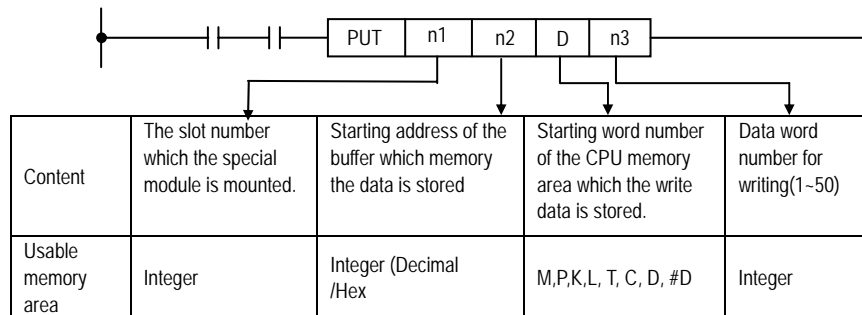 PUT n1 n2 D n3
Content
The slot number
which the special
module is mounted.
Starting address of the
buffer which memory
the data is stored
Starting word number
of the CPU memory
area which the write
data is stored.
Data word
number for
writing(1~50)
Usable
memory
area
Integer
Integer (Decimal
/Hex
M,P,K,L, T, C, D, #D
Integer